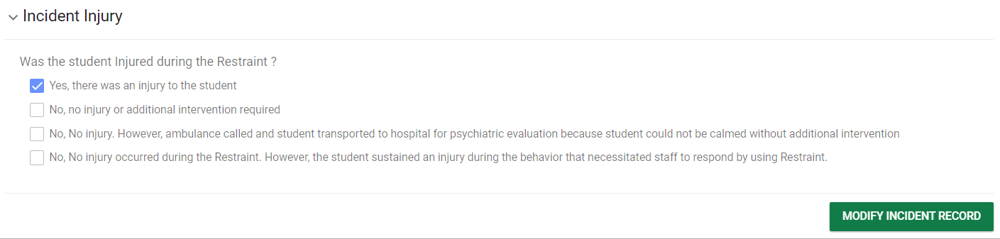 Incident Injury
Was the student Injured during the Restraint ?
Yes, there was an injury to the student
No, no injury or additional intervention required
No, No injury. However, ambulance called and student transported to hospital for psychiatric evaluation because student could not be calmed without additional intervention
No, No injury occurred during the Restraint. However, the student sustained an injury during the behavior that necessitated staff to respond by using Restraint.
MODIFY INCIDENT RECORD